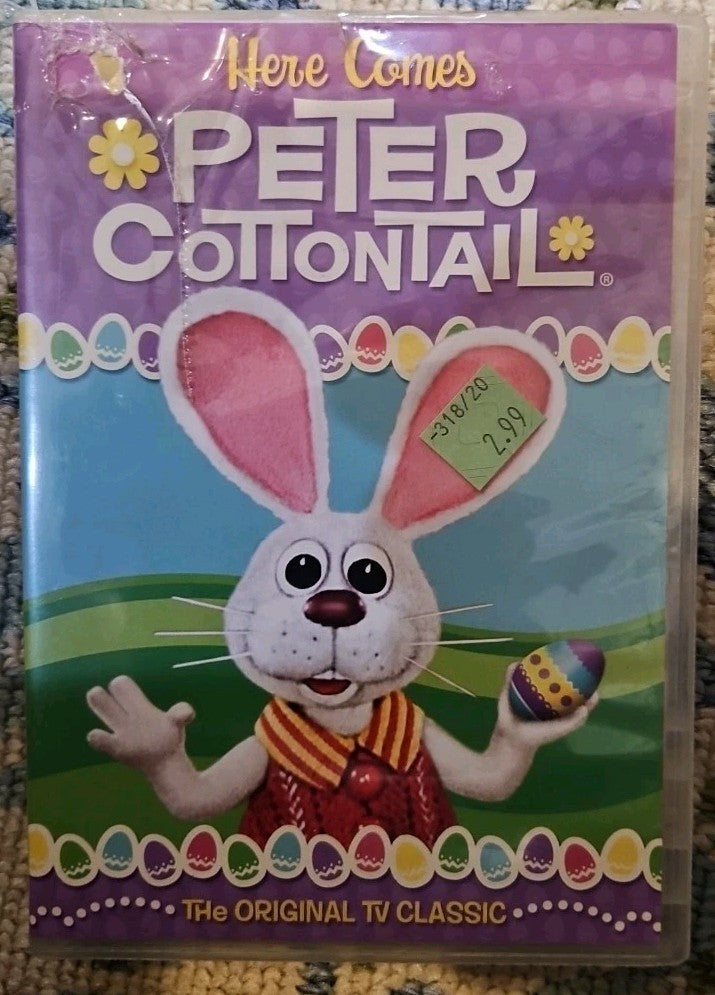 Here Comes
PETER
COTTONTAIL®
-318/20
2.99
THe ORIGINAL TV CLASSIC